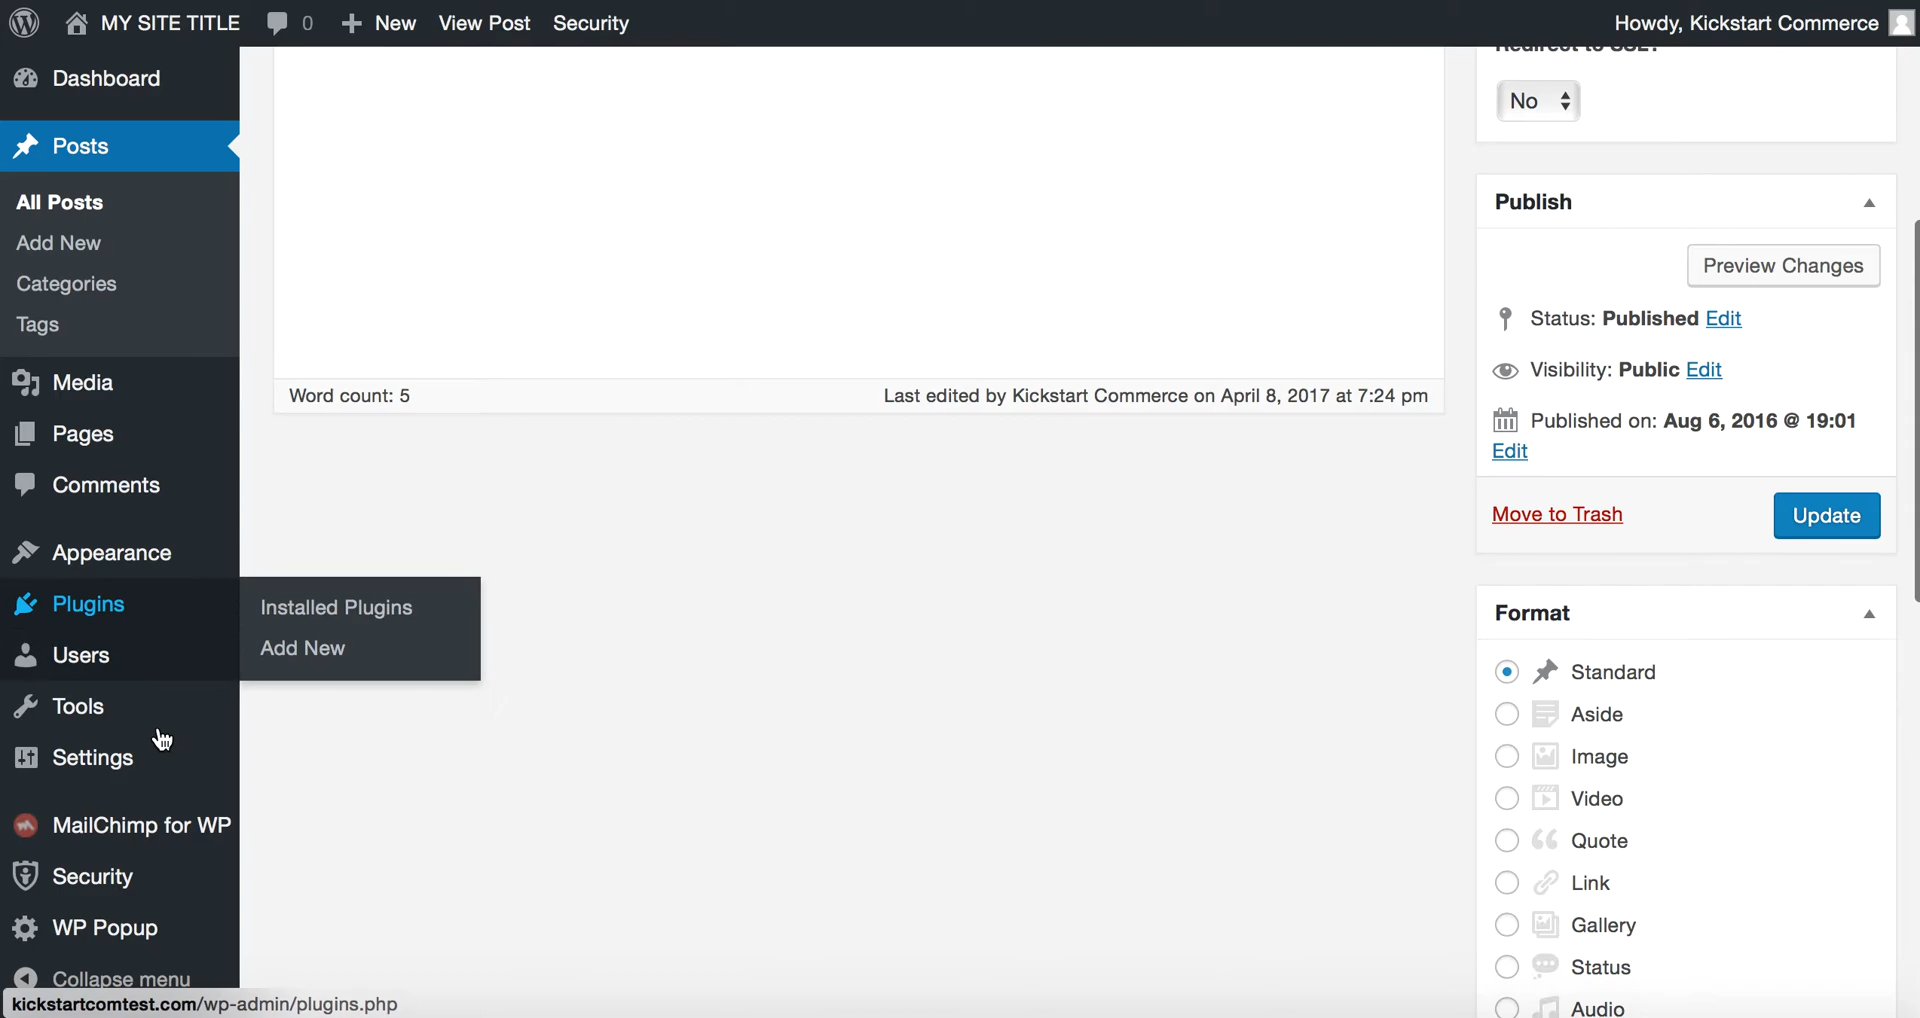 MY SITE TITLE 0 New View Post Security Howdy, Kickstart Commerce
Dashboard
Posts
All Posts
Add New
Categories
Tags
Media
Pages
Comments
Appearance
Plugins
Installed Plugins
Add New
Users
Tools
Settings
MailChimp for WP
Security
WP Popup
Collapse menu
kickstartcomtest.com/wp-admin/plugins.php
Word count: 5 Last edited by Kickstart Commerce on April 8, 2017 at 7:24 pm
Redirect to SSL?
No
Publish
Preview Changes
Status: Published Edit
Visibility: Public Edit
Published on: Aug 6, 2016 @ 19:01
Edit
Move to Trash Update
Format
Standard
Aside
Image
Video
Quote
Link
Gallery
Status
Audio